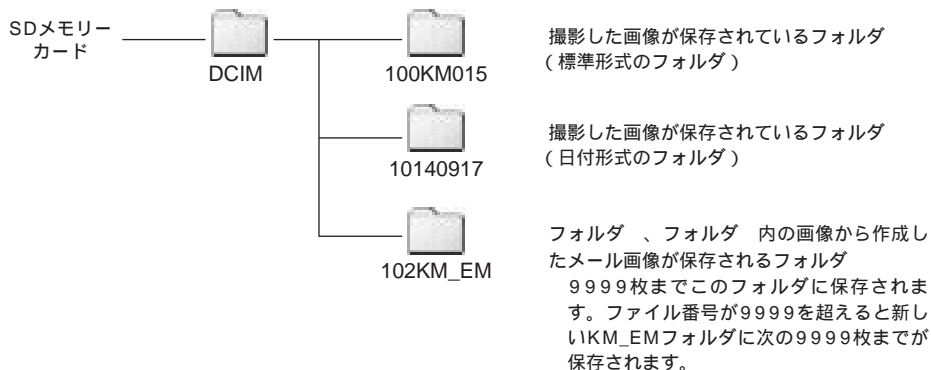 SDメモリー
カード
DCIM
100KM015
撮影した画像が保存されているフォルダ
(標準形式のフォルダ)
10140917
撮影した画像が保存されているフォルダ
(日付形式のフォルダ)
102KM_EM
フォルダ 、フォルダ 内の画像から作成し
たメール画像が保存されるフォルダ
9999枚までこのフォルダに保存されま
す。ファイル番号が9999を超えると新し
いKM_EMフォルダに次の9999枚までが
保存されます。